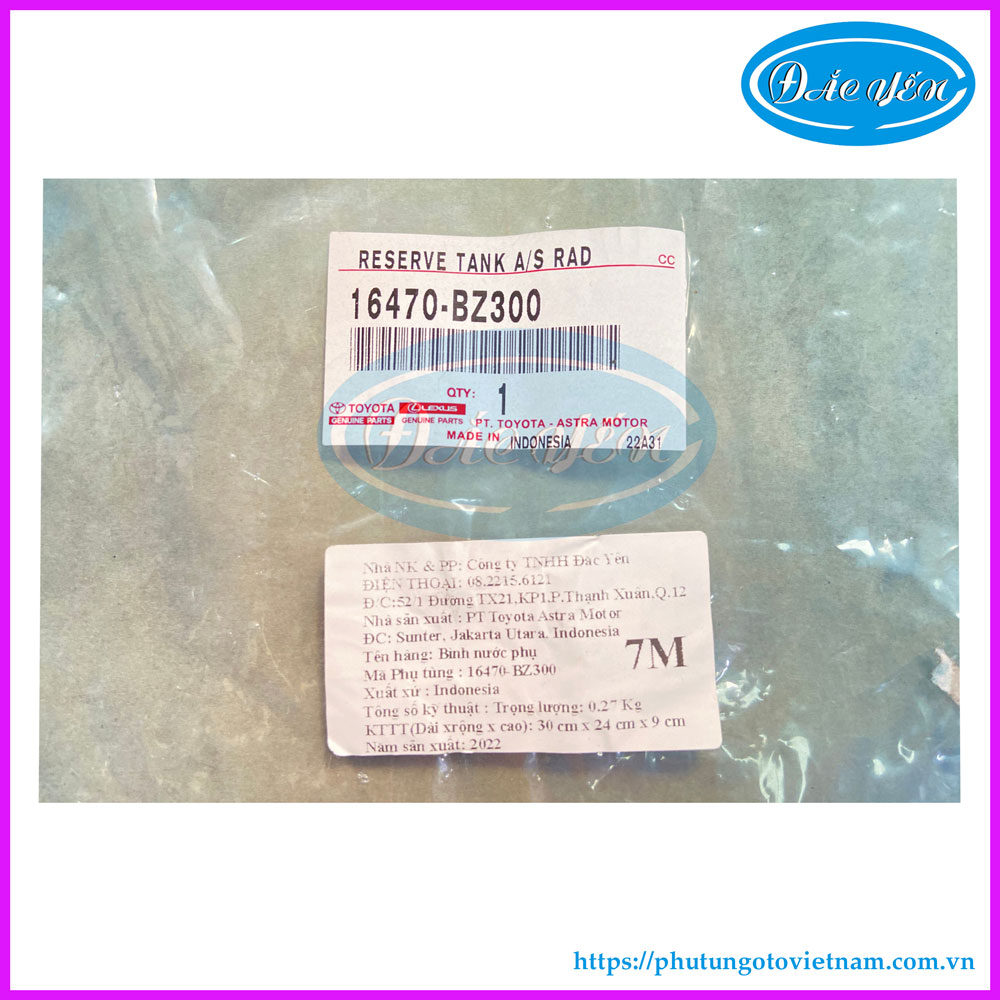 ĐẮC YẾN
RESERVE TANK A/S RAD
CC
16470-BZ300
QTY: 1
TOYOTA LEXUS
GENUINE PARTS GENUINE PARTS PT. TOYOTA - ASTRA MOTOR
MADE IN INDONESIA 22A31
ĐẮC YẾN
Nhà NK & PP: Công ty TNHH Đắc Yến
ĐIỆN THOẠI: 08.2215.6121
Đ/C:52/1 Đường TX21,KP1,P.Thạnh Xuân,Q.12
Nhà sản xuất : PT Toyota Astra Motor
ĐC: Sunter, Jakarta Utara, Indonesia
Tên hàng: Bình nước phụ
7M
Mã Phụ tùng : 16470-BZ300
Xuất xứ : Indonesia
Tông số kỹ thuật : Trọng lượng: 0.27 Kg
KTTT(Dài xrộng x cao): 30 cm x 24 cm x 9 cm
Năm sản xuất: 2022
https://phutungotovietnam.com.vn